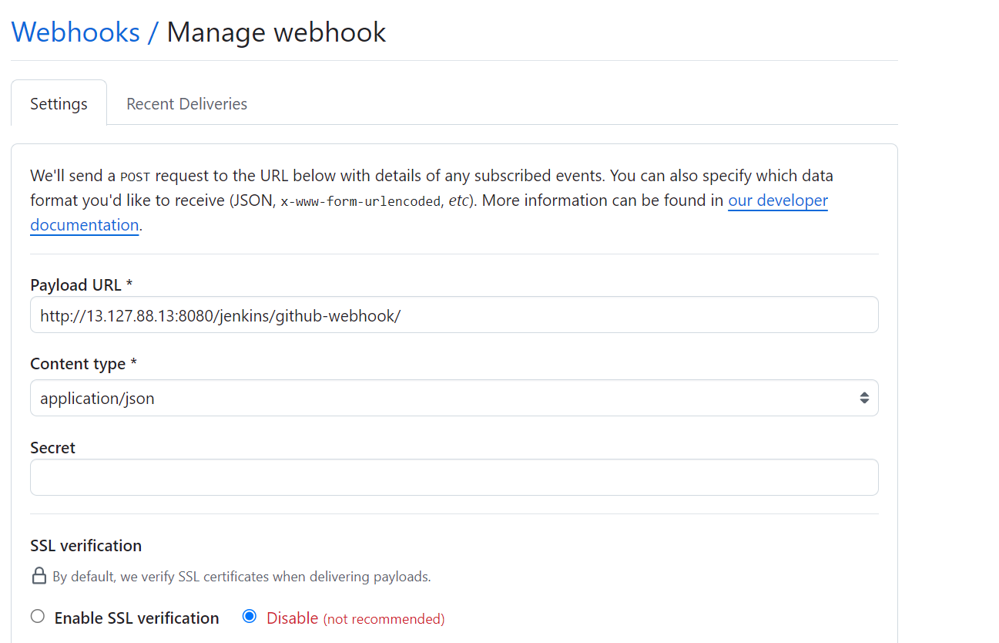 Webhooks / Manage webhook
Settings
Recent Deliveries
We'll send a POST request to the URL below with details of any subscribed events. You can also specify which data
format you'd like to receive (JSON, x-www-form-urlencoded, etc). More information can be found in our developer
documentation.
Payload URL *
http://13.127.88.13:8080/jenkins/github-webhook/
Content type *
application/json
Secret
SSL verification
By default, we verify SSL certificates when delivering payloads.
Enable SSL verification
Disable (not recommended)